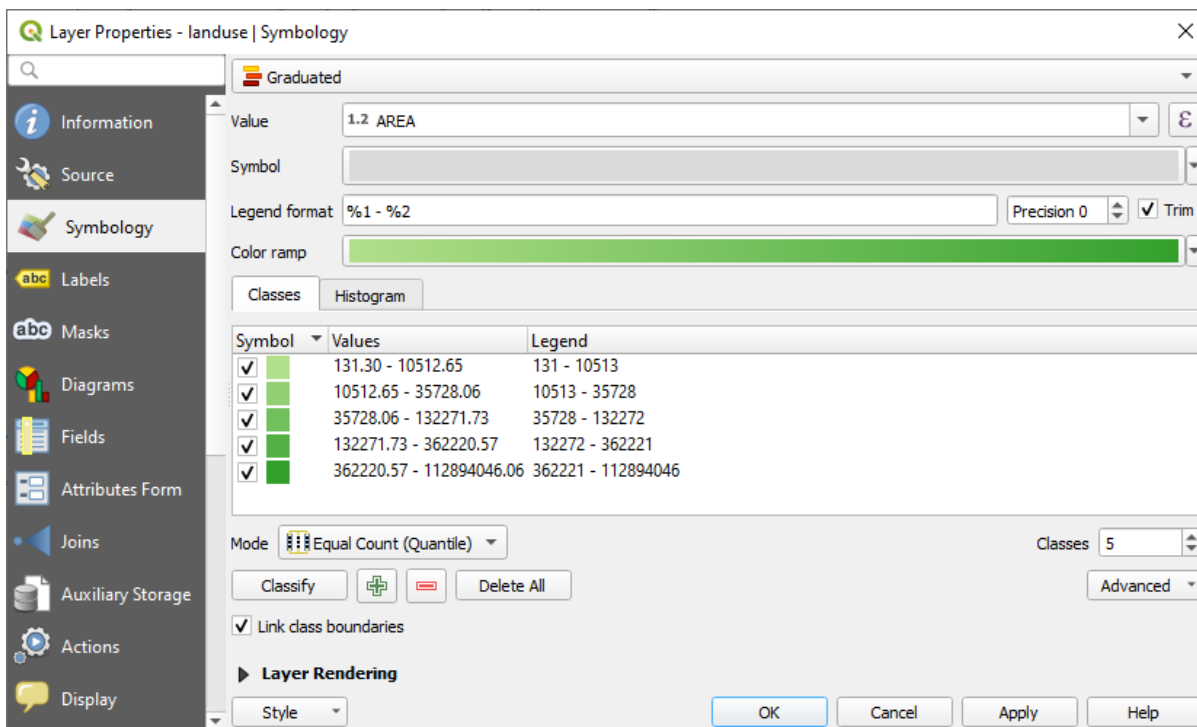 Layer Properties - landuse | Symbology
Graduated
Information
Value 1.2 AREA ε
Source
Symbol
Symbology
Legend format %1 - %2 Precision 0 Trim
Color ramp
abc Labels
Classes Histogram
abc Masks
Symbol Values Legend
131.30 - 10512.65 131 - 10513
Diagrams
10512.65 - 35728.06 10513 - 35728
35728.06 - 132271.73 35728 - 132272
Fields
132271.73 - 362220.57 132272 - 362221
362220.57 - 112894046.06 362221 - 112894046
Attributes Form
Joins
Mode Equal Count (Quantile) Classes 5
Auxiliary Storage
Classify Delete All Advanced
Link class boundaries
Actions
Layer Rendering
Display
Style OK Cancel Apply Help